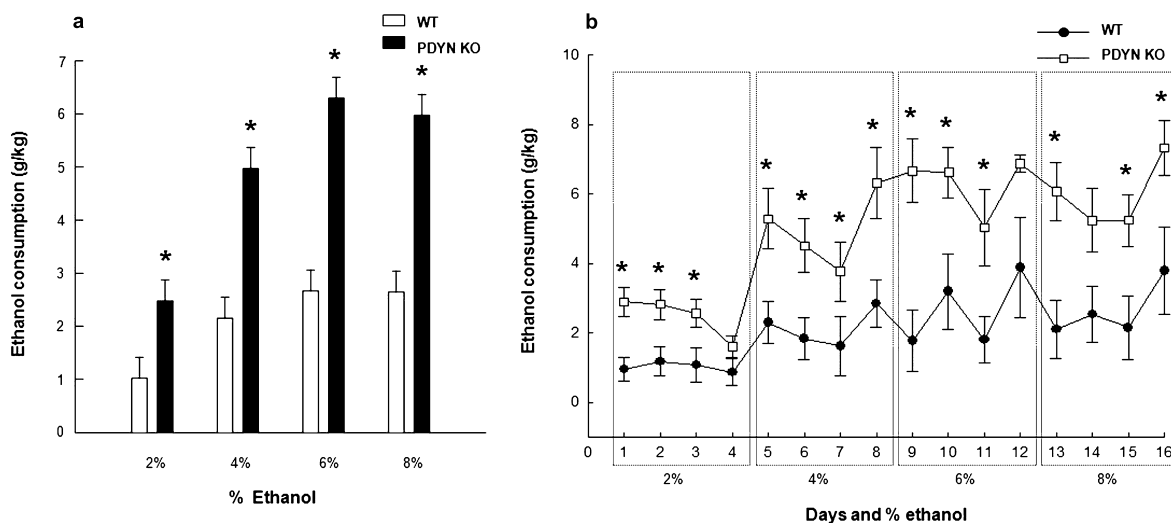 a
WT
PDYN KO
Ethanol consumption (g/kg)
7
6
5
4
3
2
1
0
* * * *
2% 4% 6% 8%
% Ethanol
b
WT
PDYN KO
Ethanol consumption (g/kg)
10
8
6
4
2
0
* * * * * * * * * * * * *
0 1 2 3 4 5 6 7 8 9 10 11 12 13 14 15 16
2% 4% 6% 8%
Days and % ethanol